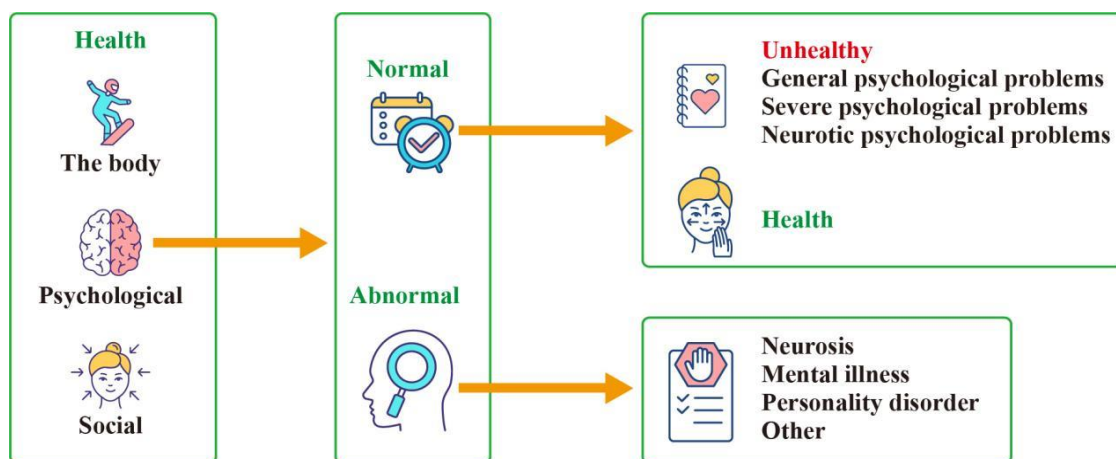 Health
The body
Psychological
Social
Normal
Abnormal
Unhealthy
General psychological problems
Severe psychological problems
Neurotic psychological problems
Health
Neurosis
Mental illness
Personality disorder
Other